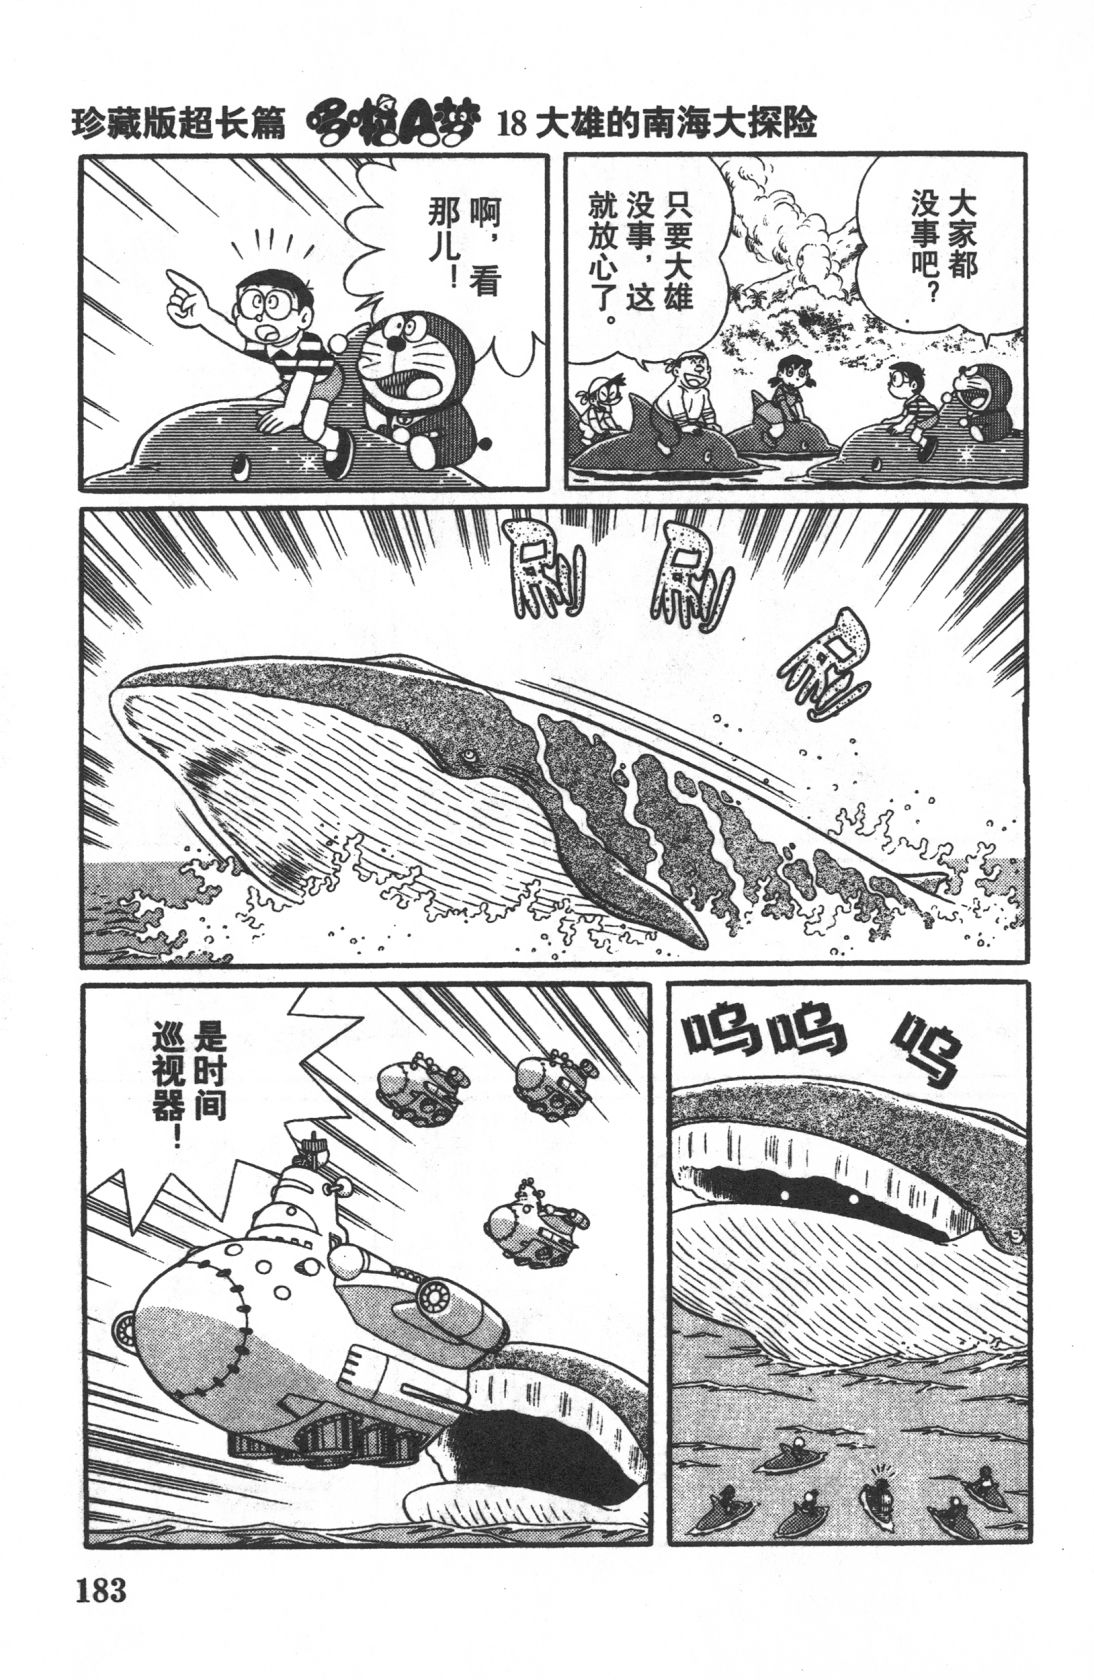 珍藏版超长篇 哆啦A梦 18 大雄的南海大探险
大家都
没事吧？
只要大雄
没事，这
就放心了。
啊，看
那儿！
刷
刷
刷
呜呜 呜
是时间
巡视器！
183